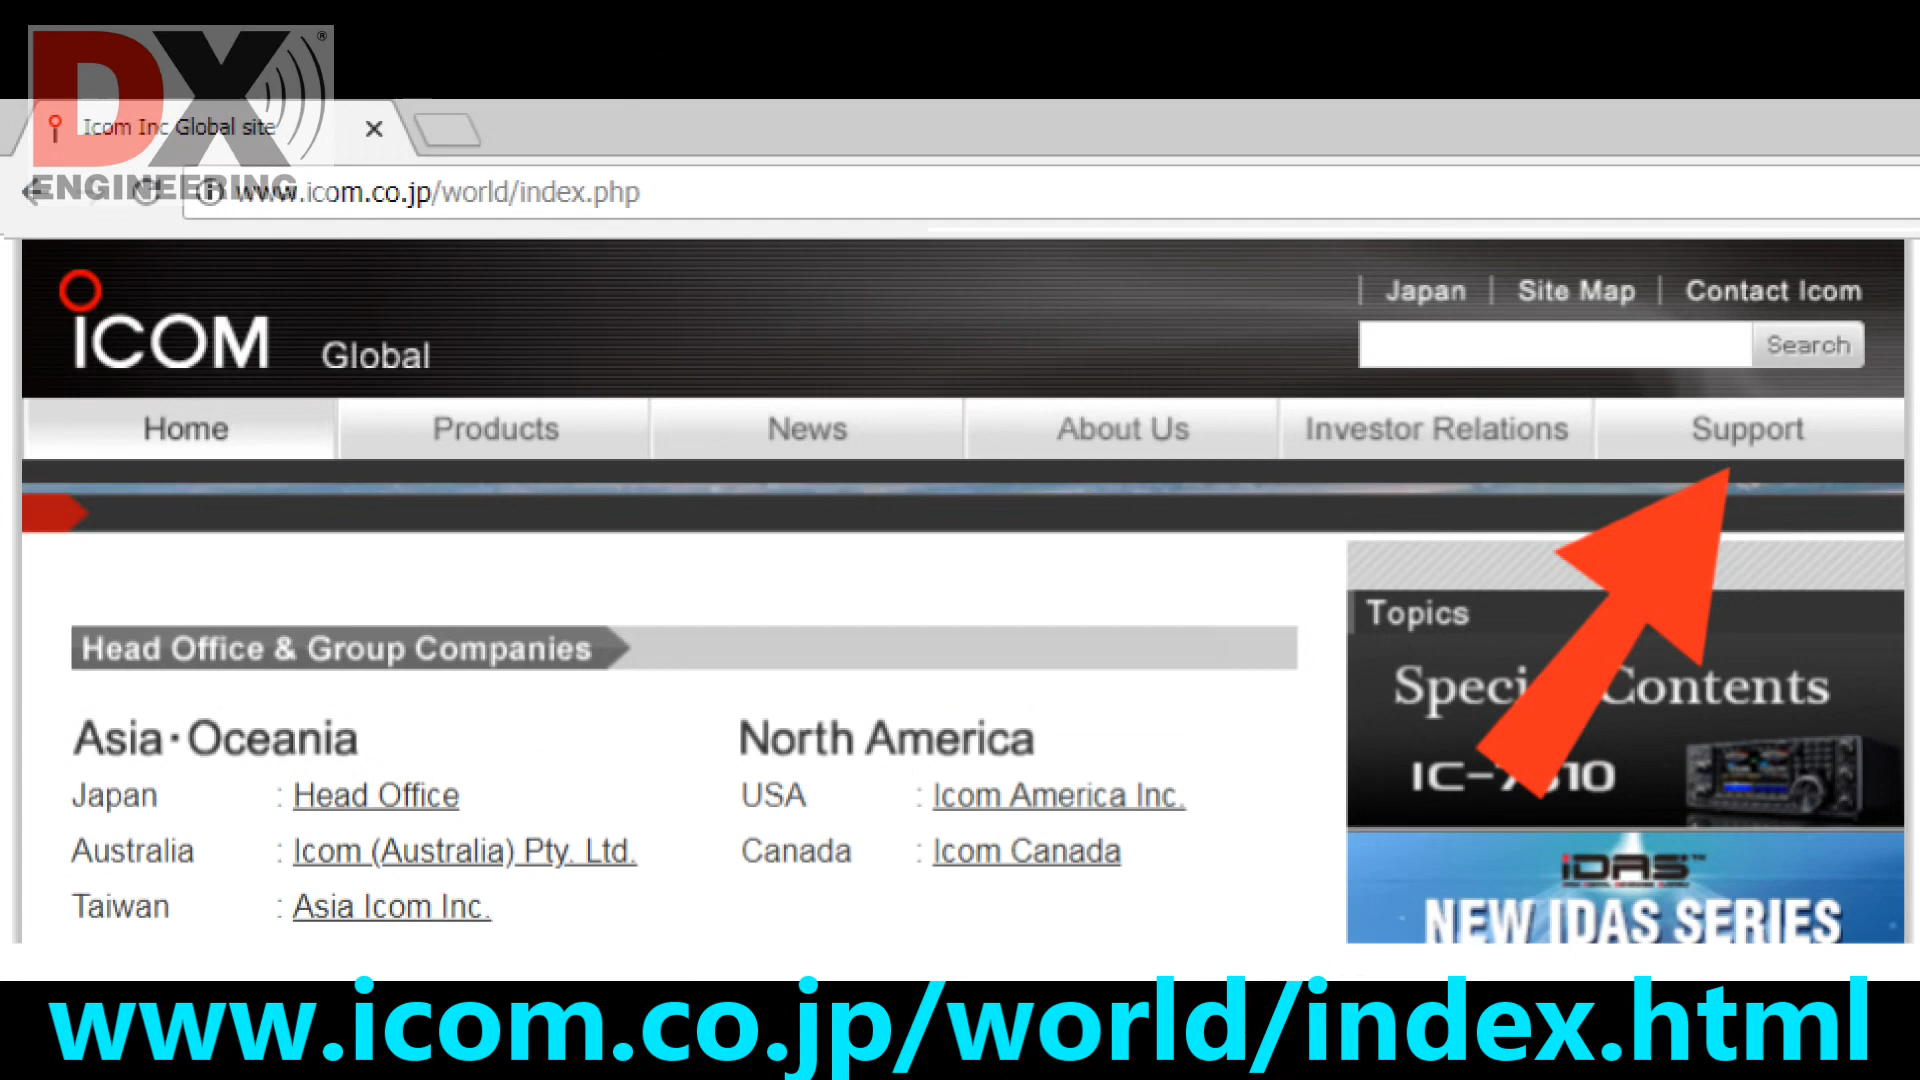 DX®
ENGINEERING
Icom Inc Global site
www.icom.co.jp/world/index.php
Japan | Site Map | Contact Icom
ICOM Global
Search
Home Products News About Us Investor Relations Support
Topics
Head Office & Group Companies
Special Contents
Asia・Oceania
North America
Japan : Head Office
USA : Icom America Inc.
IC-7610
Australia : Icom (Australia) Pty. Ltd.
Canada : Icom Canada
iDAS™
Taiwan : Asia Icom Inc.
NEW IDAS SERIES
www.icom.co.jp/world/index.html